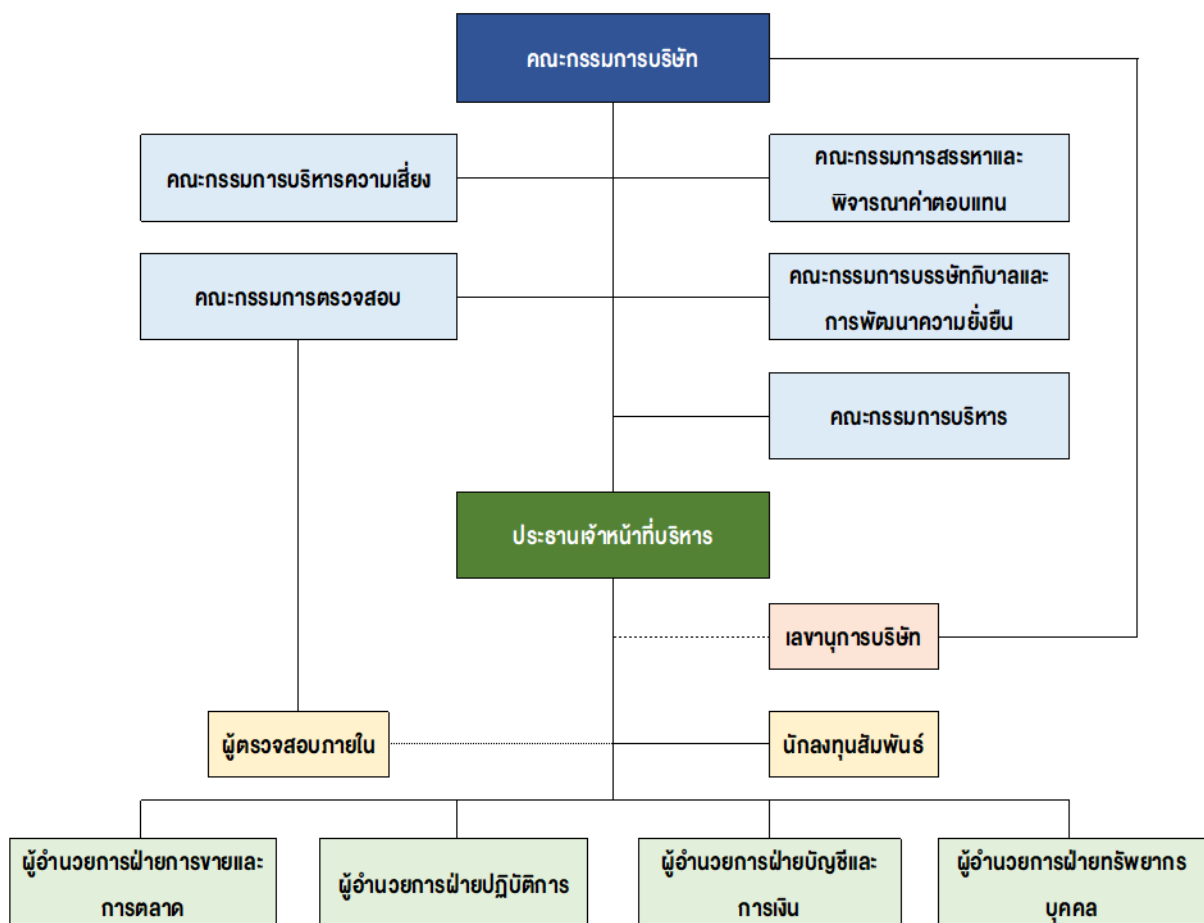 คณะกรรมการบริษัท
คณะกรรมการบริหารความเสี่ยง
คณะกรรมการสรรหาและ
พิจารณาค่าตอบแทน
คณะกรรมการตรวจสอบ
คณะกรรมการบรรษัทภิบาลและ
การพัฒนาความยั่งยืน
คณะกรรมการบริหาร
ประธานเจ้าหน้าที่บริหาร
เลขานุการบริษัท
ผู้ตรวจสอบภายใน
นักลงทุนสัมพันธ์
ผู้อำนวยการฝ่ายการขายและ
การตลาด
ผู้อำนวยการฝ่ายปฏิบัติการ
ผู้อำนวยการฝ่ายบัญชีและ
การเงิน
ผู้อำนวยการฝ่ายทรัพยากร
บุคคล